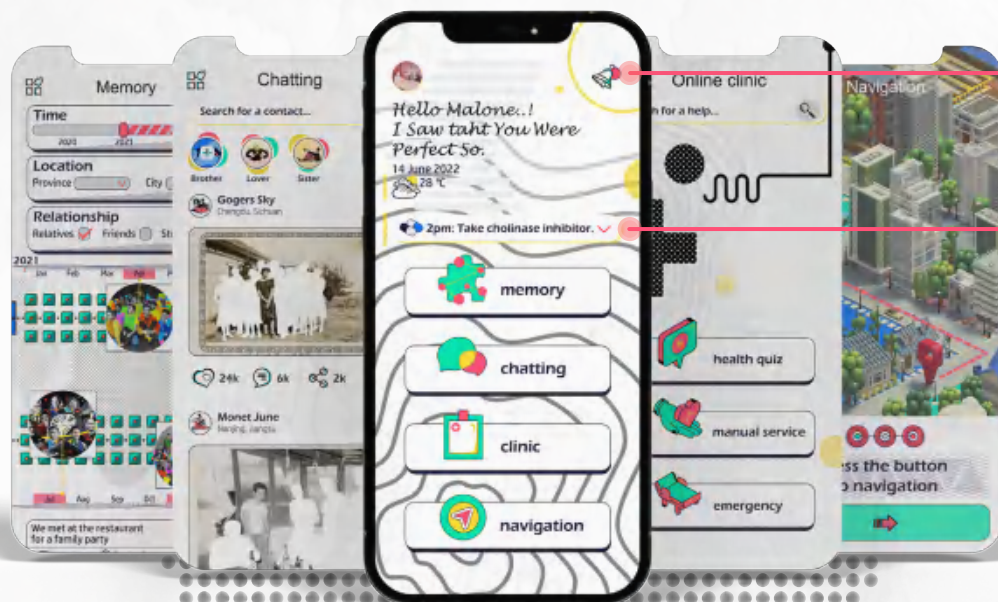 Memory
Time
2020 2021
Location
Province City
Relationship
Relatives Friends
2021
Jan Feb Mar Apr
Jul Aug Sep Oct
We met at the restaurant
for a family party
Chatting
Search for a contact...
Brother Lover Sister
Gogers Sky
Chengdu, Sichuan
24k 6k 2k
Monet June
Nanjing, Jiangsu
Hello Malone..!
I Saw taht You Were
Perfect So.
14 June 2022
28 ℃
2pm: Take cholinase inhibitor.
memory
chatting
clinic
navigation
Online clinic
h for a help...
health quiz
manual service
emergency
Navigation
ess the button
o navigation